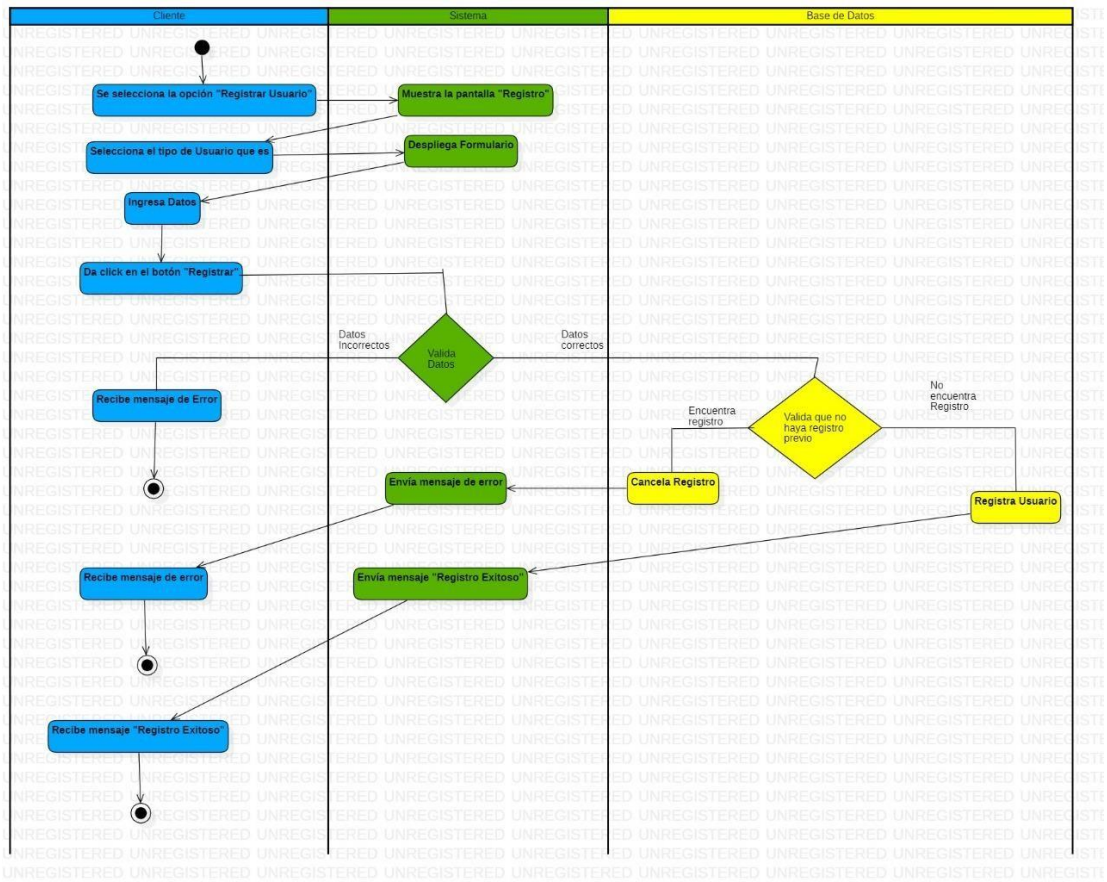 Cliente
Sistema
Base de Datos
Se selecciona la opción "Registrar Usuario"
Muestra la pantalla "Registro"
Selecciona el tipo de Usuario que es
Despliega Formulario
Ingresa Datos
Da click en el botón "Registrar"
Datos
Incorrectos
Valida
Datos
Datos
correctos
Recibe mensaje de Error
Encuentra
registro
Valida que no
haya registro
previo
No
encuentra
Registro
Envía mensaje de error
Cancela Registro
Registra Usuario
Recibe mensaje de error
Envía mensaje "Registro Exitoso"
Recibe mensaje "Registro Exitoso"
UNREGISTERED